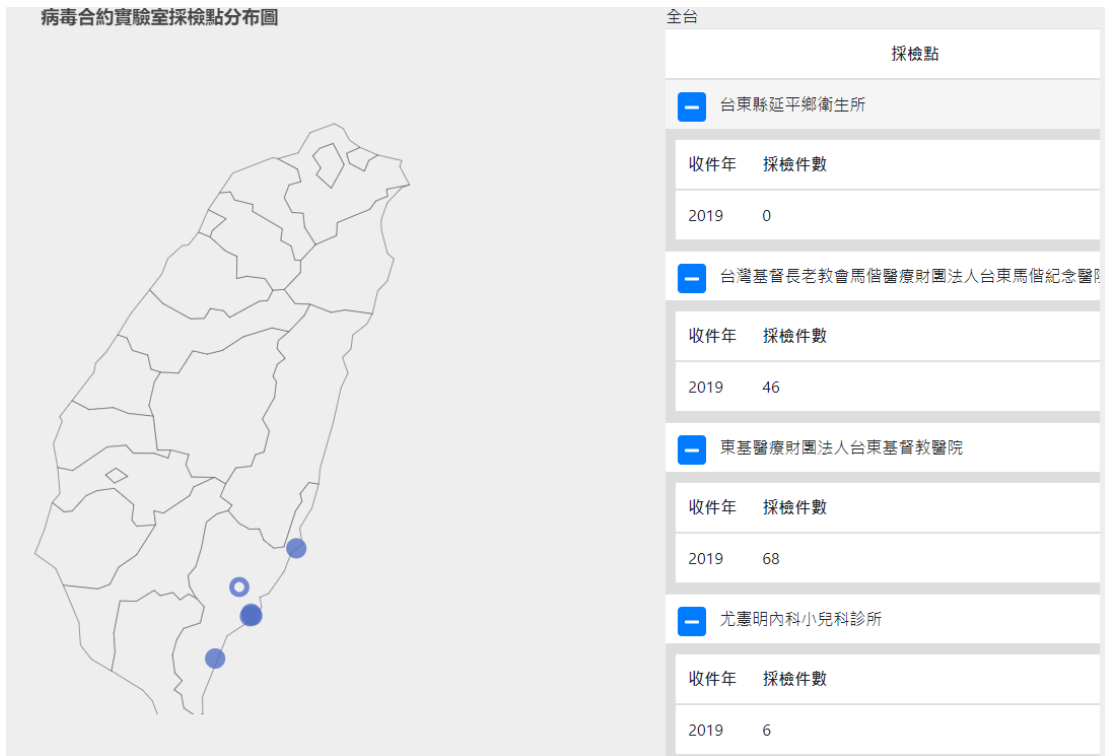 病毒合約實驗室採檢點分布圖
全台
採檢點
台東縣延平鄉衛生所
收件年 採檢件數
2019 0
台灣基督長老教會馬偕醫療財團法人台東馬偕紀念醫
收件年 採檢件數
2019 46
東基醫療財團法人台東基督教醫院
收件年 採檢件數
2019 68
尤憲明內科小兒科診所
收件年 採檢件數
2019 6